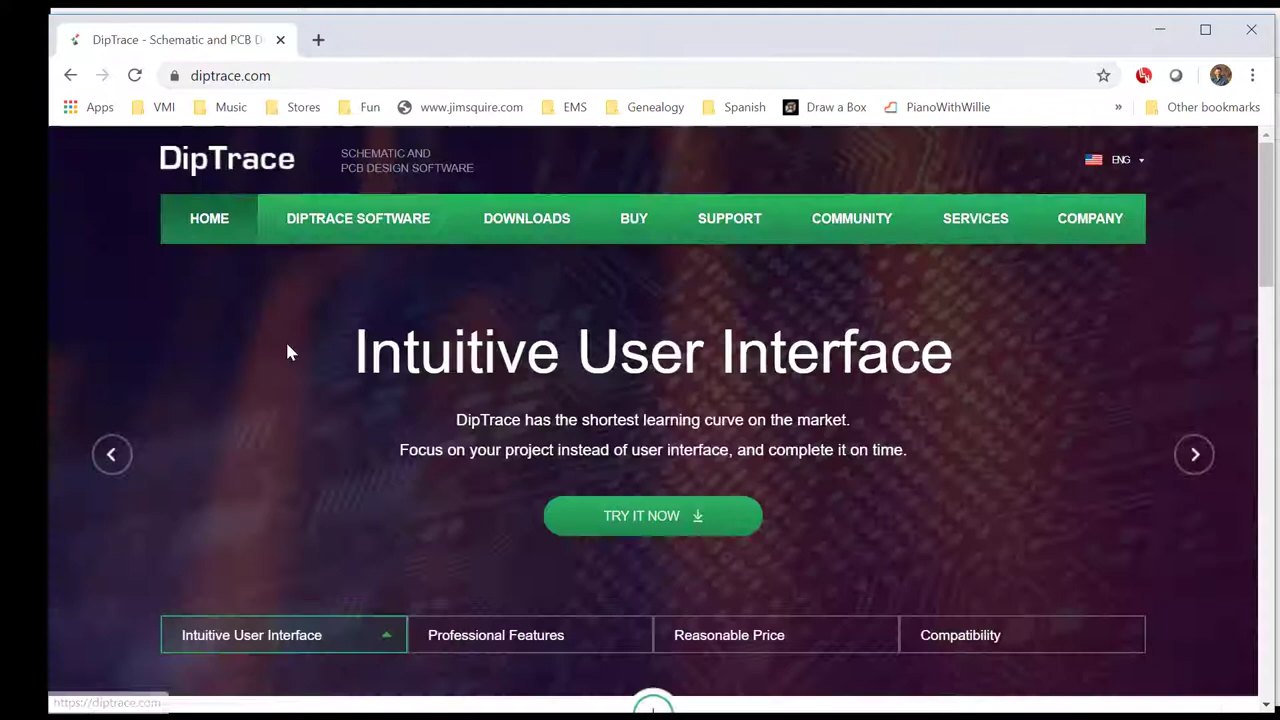 DipTrace - Schematic and PCB D
diptrace.com
Apps VMI Music Stores Fun www.jimsquire.com EMS Genealogy Spanish Draw a Box PianoWithWillie » Other bookmarks
DipTrace
SCHEMATIC AND
PCB DESIGN SOFTWARE
ENG
HOME DIPTRACE SOFTWARE DOWNLOADS BUY SUPPORT COMMUNITY SERVICES COMPANY
Intuitive User Interface
DipTrace has the shortest learning curve on the market.
Focus on your project instead of user interface, and complete it on time.
TRY IT NOW
Intuitive User Interface Professional Features Reasonable Price Compatibility
https://diptrace.com